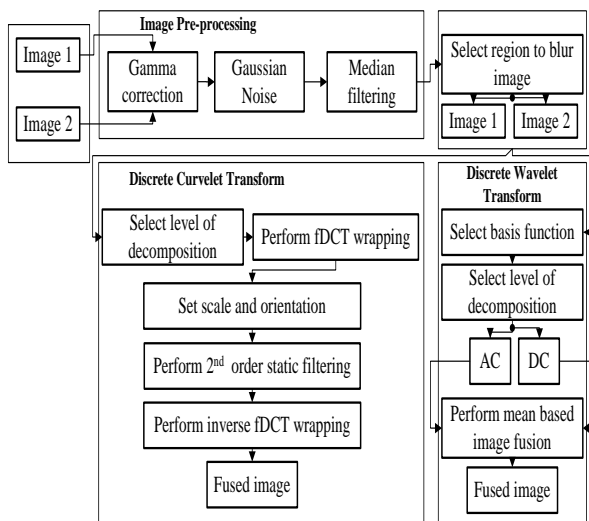 Image 1
Image 2
Image Pre-processing
Gamma
correction
Gaussian
Noise
Median
filtering
Select region to blur
image
Image 1
Image 2
Discrete Curvelet Transform
Select level of
decomposition
Perform fDCT wrapping
Set scale and orientation
Perform 2nd order static filtering
Perform inverse fDCT wrapping
Fused image
Discrete Wavelet
Transform
Select basis function
Select level of
decomposition
AC
DC
Perform mean based
image fusion
Fused image